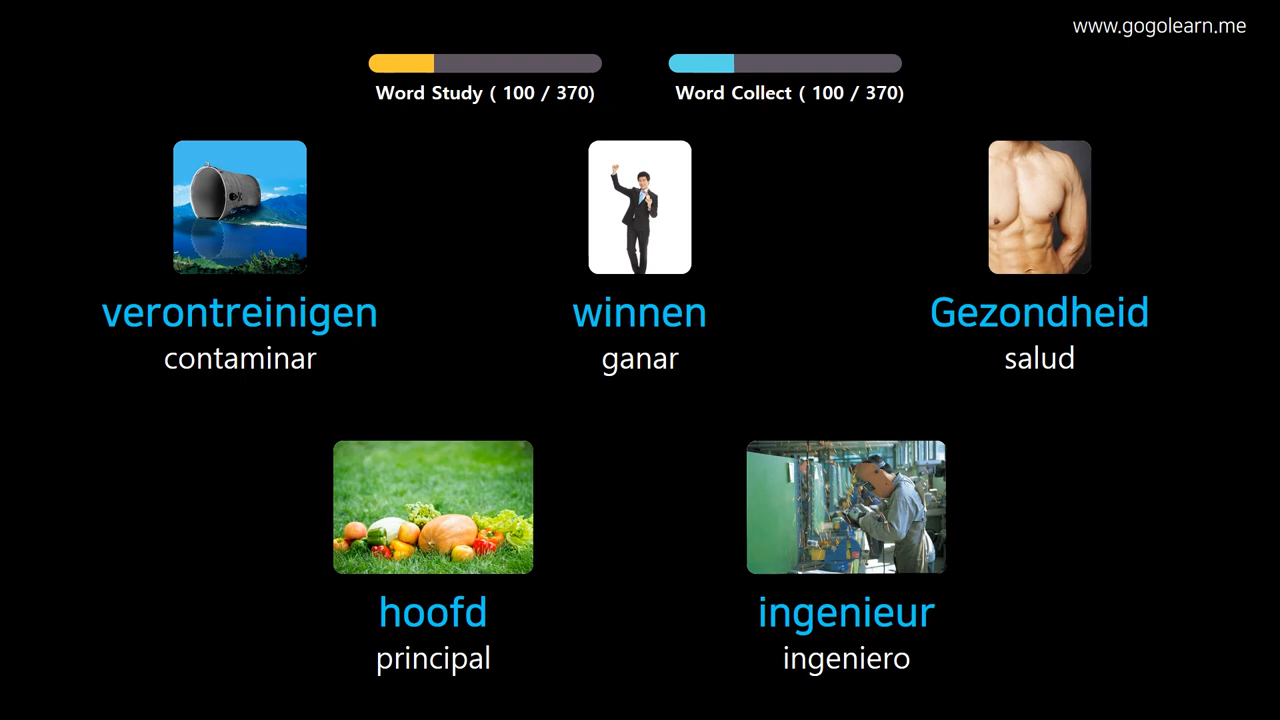 www.gogolearn.me
Word Study ( 100 / 370)
Word Collect ( 100 / 370)
verontreinigen
contaminar
winnen
ganar
Gezondheid
salud
hoofd
principal
ingenieur
ingeniero